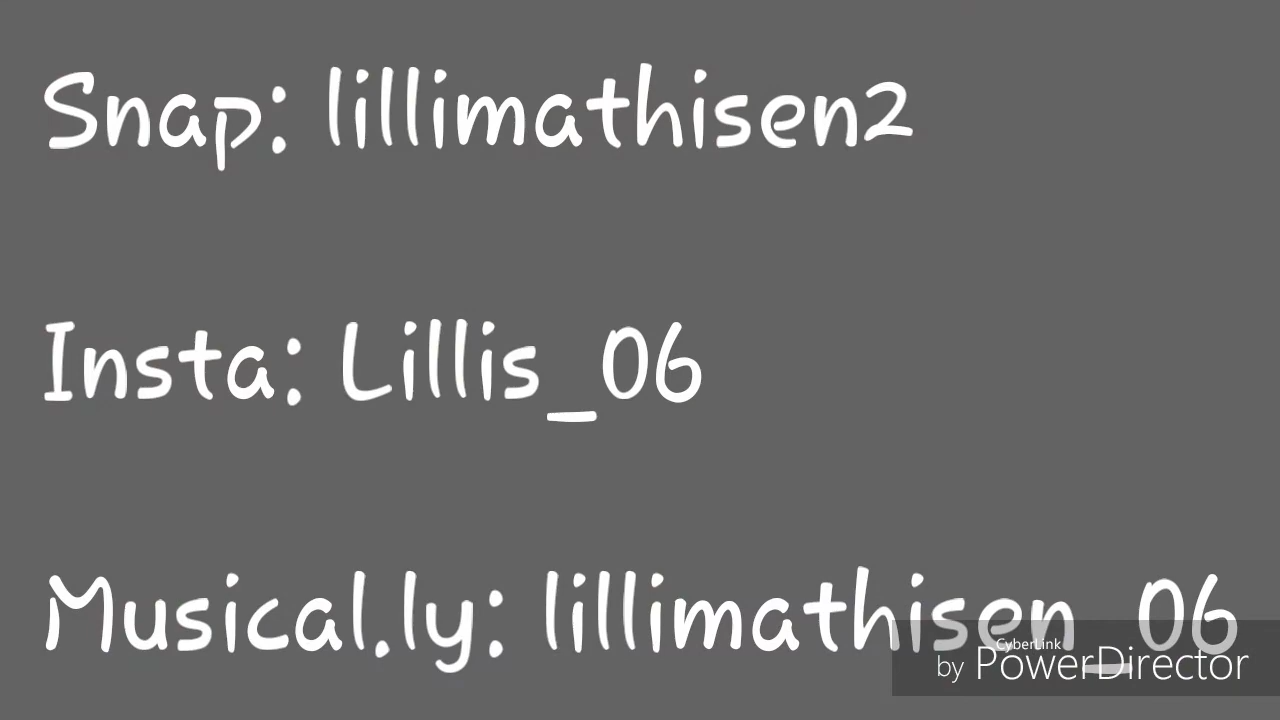 Snap: lillimathisen2
Insta: Lillis_06
Musical.ly: lillimathisen_06
CyberLink
by PowerDirector